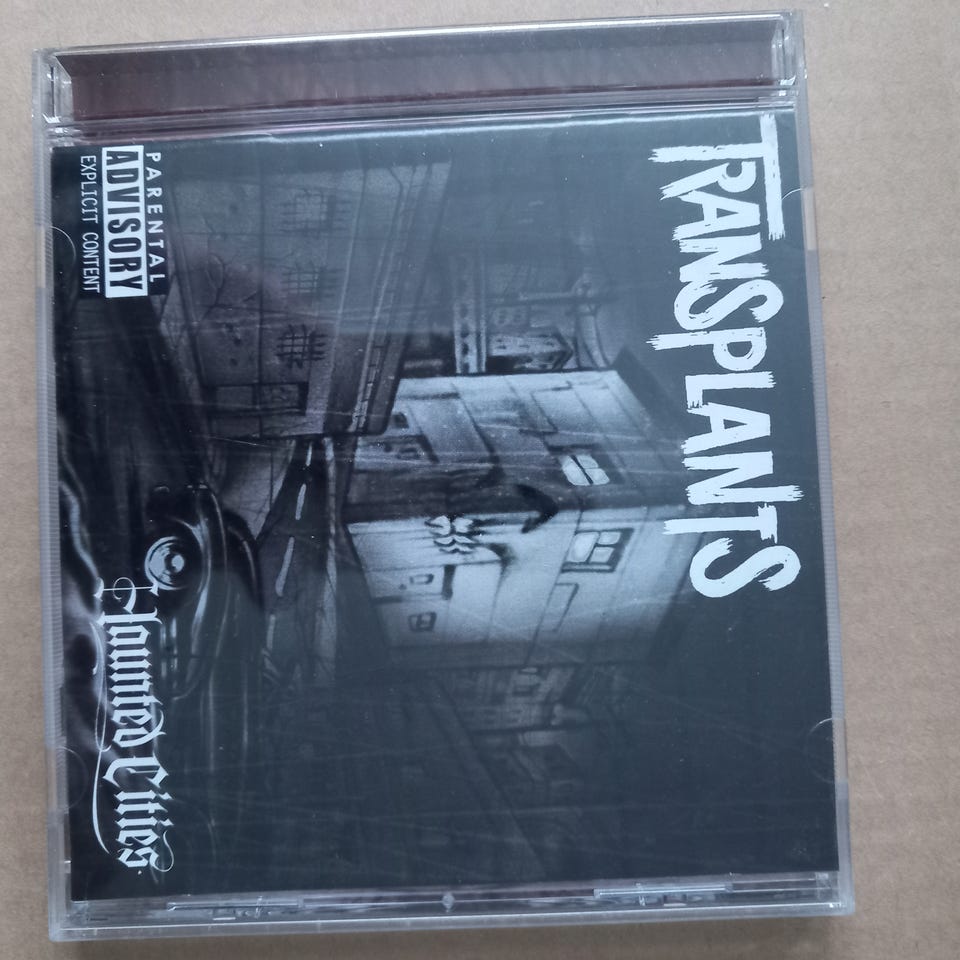 TRANSPLANTS
PARENTAL
ADVISORY
EXPLICIT CONTENT
Haunted Cities